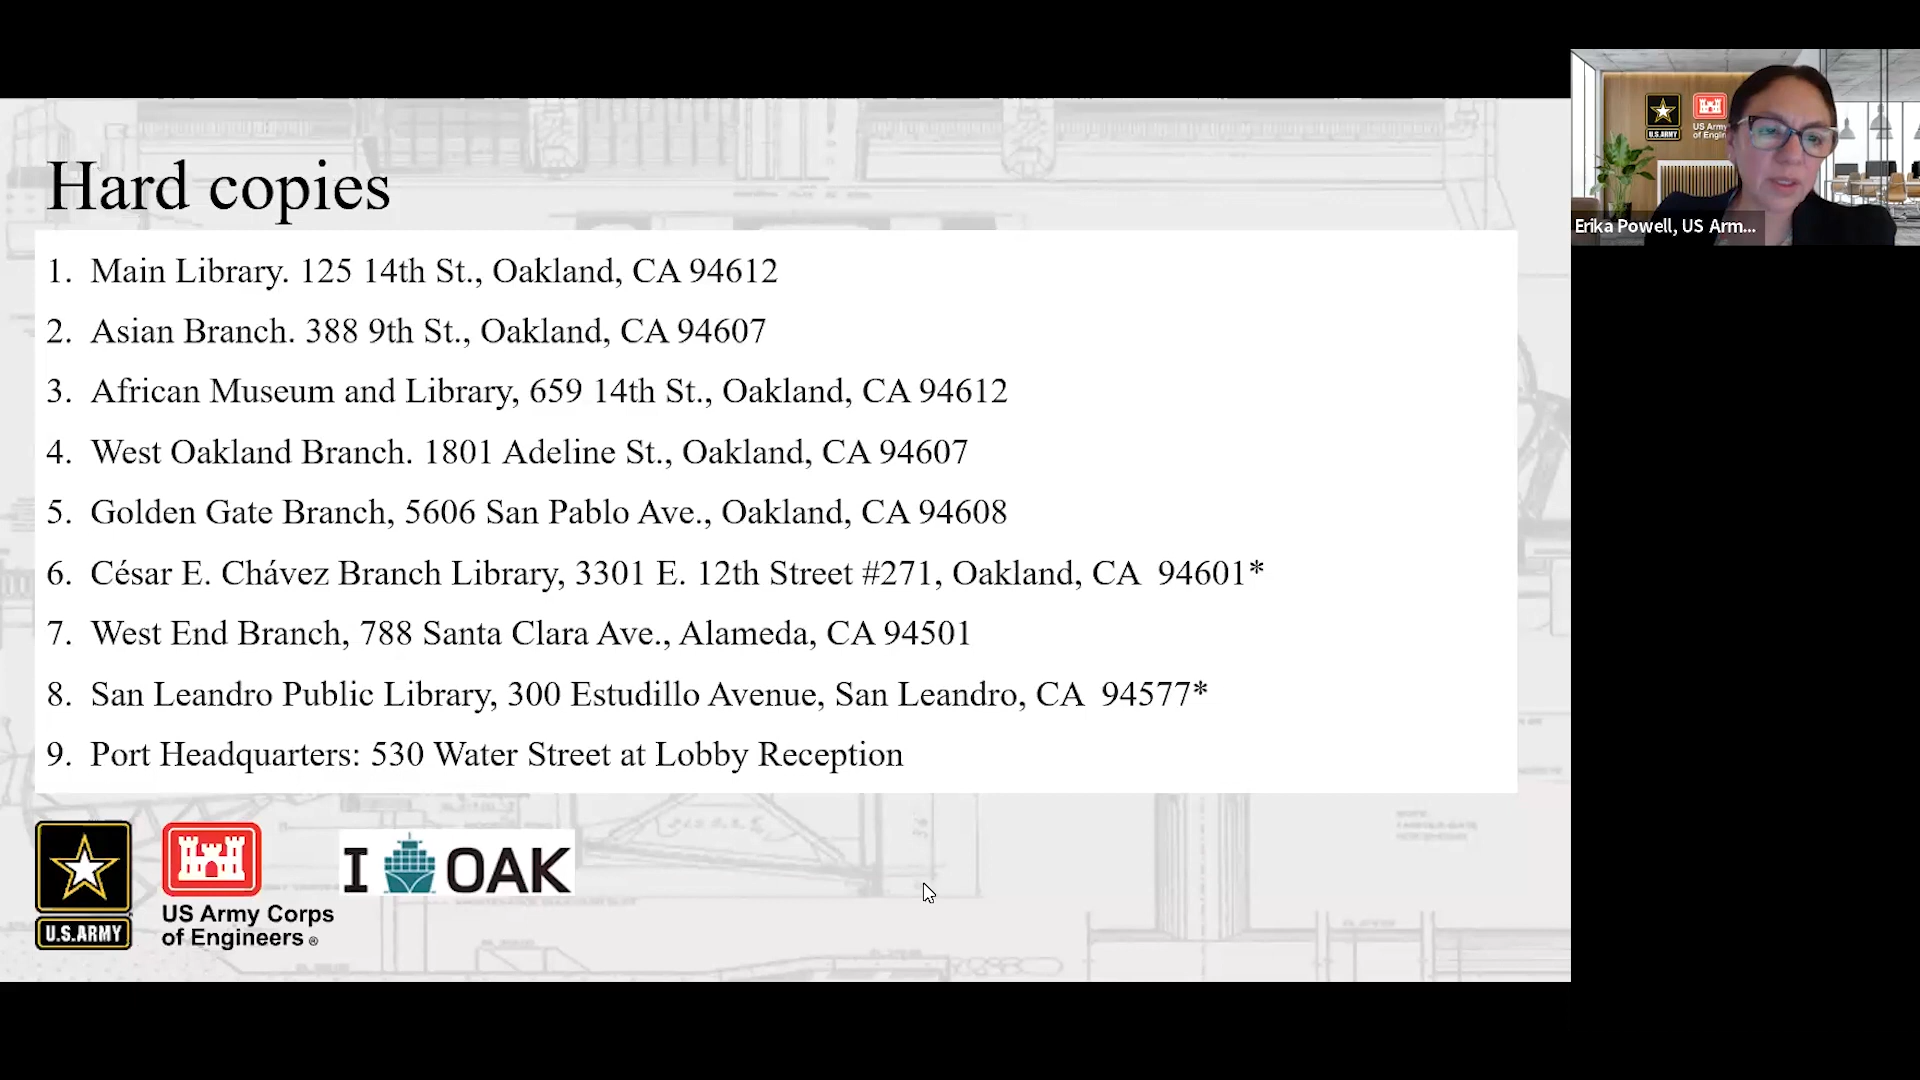 Hard copies
1. Main Library. 125 14th St., Oakland, CA 94612
2. Asian Branch. 388 9th St., Oakland, CA 94607
3. African Museum and Library, 659 14th St., Oakland, CA 94612
4. West Oakland Branch. 1801 Adeline St., Oakland, CA 94607
5. Golden Gate Branch, 5606 San Pablo Ave., Oakland, CA 94608
6. César E. Chávez Branch Library, 3301 E. 12th Street #271, Oakland, CA  94601*
7. West End Branch, 788 Santa Clara Ave., Alameda, CA 94501
8. San Leandro Public Library, 300 Estudillo Avenue, San Leandro, CA  94577*
9. Port Headquarters: 530 Water Street at Lobby Reception
U.S.ARMY
US Army Corps
of Engineers ®
I OAK
U.S.ARMY
US Army
of Engin
Erika Powell, US Arm...